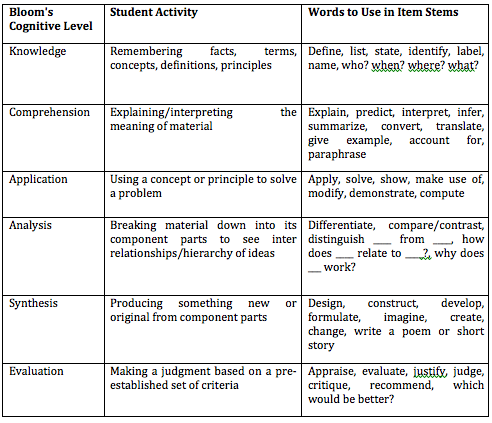 Bloom's
Cognitive Level
Student Activity
Words to Use in Item Stems
Knowledge
Remembering facts, terms,
concepts, definitions, principles
Define, list, state, identify, label,
name, who? when? where? what?
Comprehension
Explaining/interpreting the
meaning of material
Explain, predict, interpret, infer,
summarize, convert, translate,
give example, account for,
paraphrase
Application
Using a concept or principle to solve
a problem
Apply, solve, show, make use of,
modify, demonstrate, compute
Analysis
Breaking material down into its
component parts to see inter
relationships/hierarchy of ideas
Differentiate, compare/contrast,
distinguish ___ from ___, how
does ___ relate to ___?, why does
__ work?
Synthesis
Producing something new or
original from component parts
Design, construct, develop,
formulate, imagine, create,
change, write a poem or short
story
Evaluation
Making a judgment based on a pre-
established set of criteria
Appraise, evaluate, justify, judge,
critique, recommend, which
would be better?